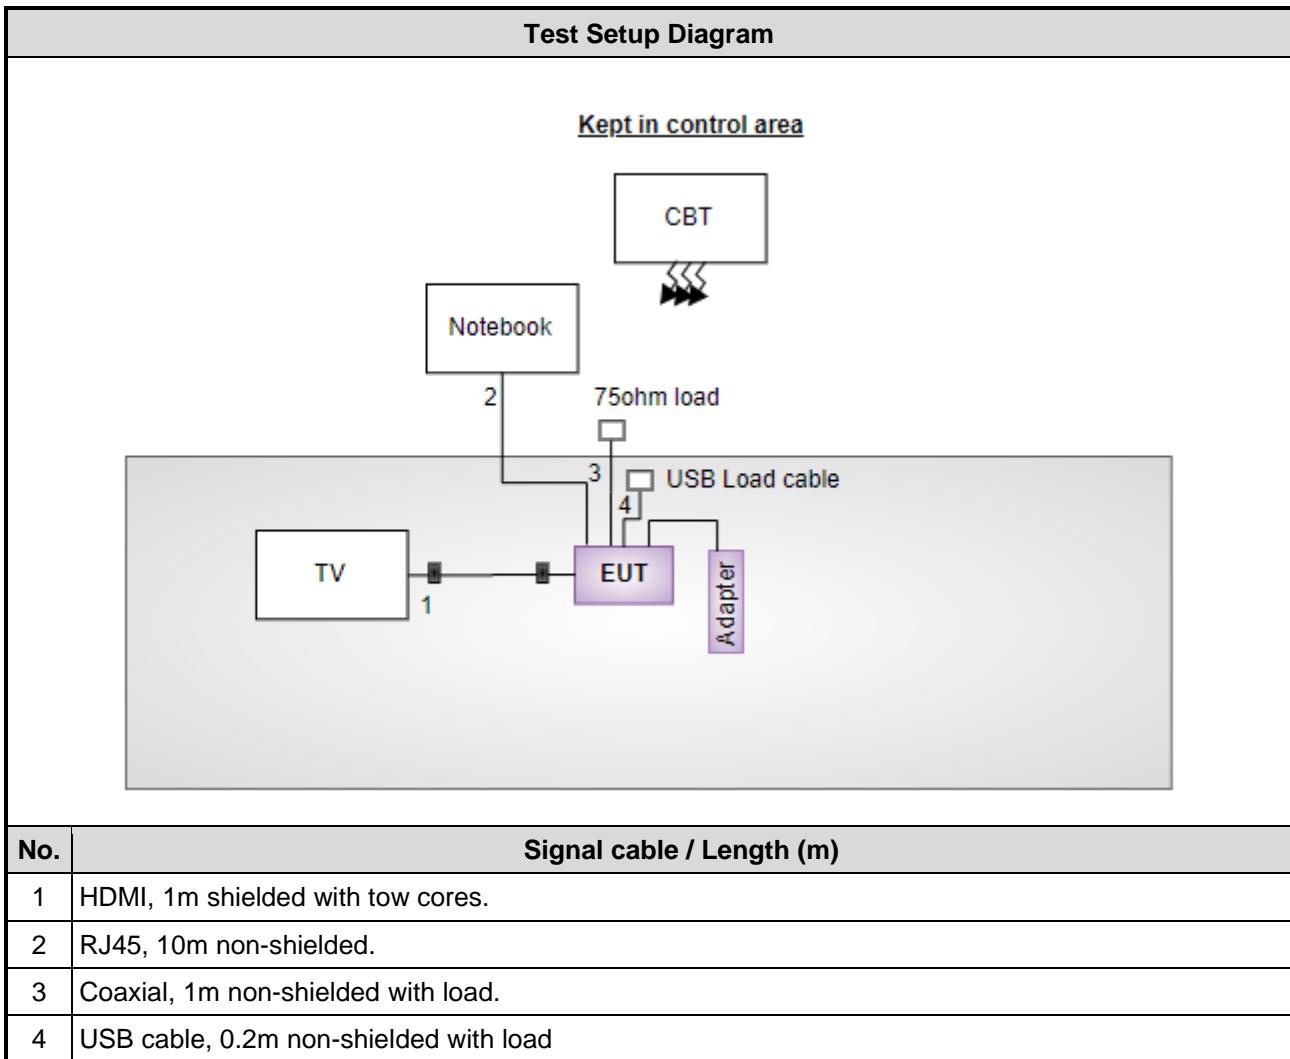 Test Setup Diagram
Kept in control area
CBT
Notebook
2
75ohm load
3
USB Load cable
4
TV
1
EUT
Adapter
No. Signal cable / Length (m)
1 HDMI, 1m shielded with tow cores.
2 RJ45, 10m non-shielded.
3 Coaxial, 1m non-shielded with load.
4 USB cable, 0.2m non-shielded with load